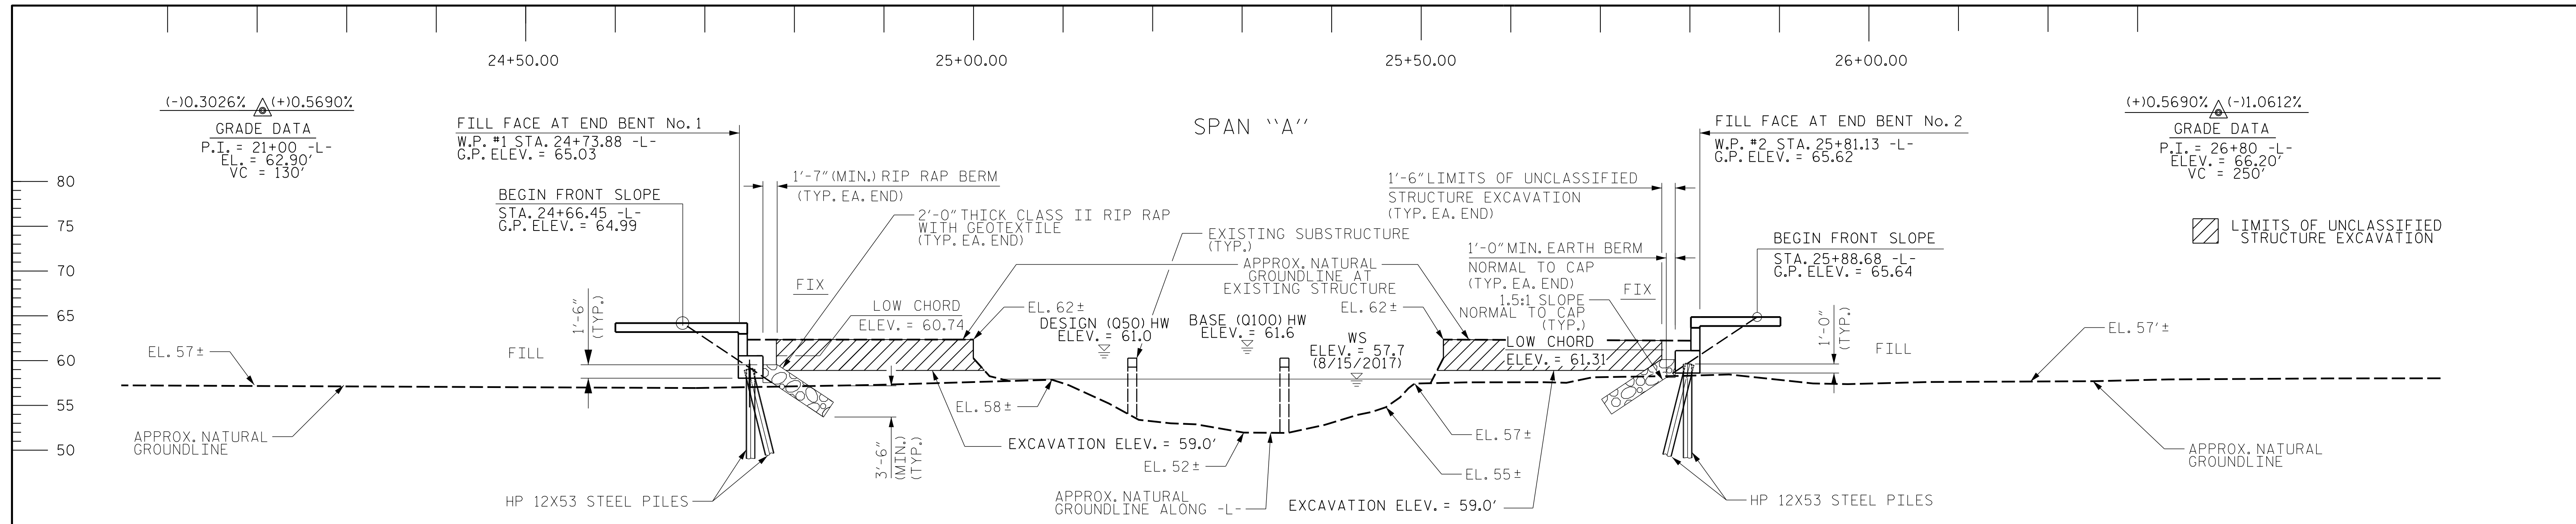 24+50.00
25+00.00
25+50.00
26+00.00
(-)0.3026% (+)0.5690%
GRADE DATA
P.I. = 21+00 -L-
EL. = 62.90'
VC = 130'
FILL FACE AT END BENT No. 1
W.P. #1 STA. 24+73.88 -L-
G.P. ELEV. = 65.03
BEGIN FRONT SLOPE
STA. 24+66.45 -L-
G.P. ELEV. = 64.99
1'-7" (MIN.) RIP RAP BERM
(TYP. EA. END)
2'-0" THICK CLASS II RIP RAP
WITH GEOTEXTILE
(TYP. EA. END)
SPAN "A"
EXISTING SUBSTRUCTURE
(TYP.)
APPROX. NATURAL
GROUNDLINE AT
EXISTING STRUCTURE
1'-6" LIMITS OF UNCLASSIFIED
STRUCTURE EXCAVATION
(TYP. EA. END)
1'-0" MIN. EARTH BERM
NORMAL TO CAP
(TYP. EA. END)
1.5:1 SLOPE
NORMAL TO CAP
(TYP.)
FILL FACE AT END BENT No. 2
W.P. #2 STA. 25+81.13 -L-
G.P. ELEV. = 65.62
BEGIN FRONT SLOPE
STA. 25+88.68 -L-
G.P. ELEV. = 65.64
(+)0.5690% (-)1.0612%
GRADE DATA
P.I. = 26+80 -L-
ELEV. = 66.20'
VC = 250'
LIMITS OF UNCLASSIFIED
STRUCTURE EXCAVATION
80
75
70
65
60
55
50
EL. 57±
FILL
1'-6"
(TYP.)
FIX
LOW CHORD
ELEV. = 60.74
EL. 62±
DESIGN (Q50) HW
ELEV. = 61.0
BASE (Q100) HW
ELEV. = 61.6
WS
ELEV. = 57.7
(8/15/2017)
EL. 62±
LOW CHORD
ELEV. = 61.31
FIX
1'-0"
(TYP.)
FILL
EL. 57'±
APPROX. NATURAL
GROUNDLINE
HP 12X53 STEEL PILES
3'-6"
(MIN.)
(TYP.)
EL. 58±
EXCAVATION ELEV. = 59.0'
EL. 52±
APPROX. NATURAL
GROUNDLINE ALONG -L-
EL. 57±
EL. 55±
EXCAVATION ELEV. = 59.0'
HP 12X53 STEEL PILES
APPROX. NATURAL
GROUNDLINE